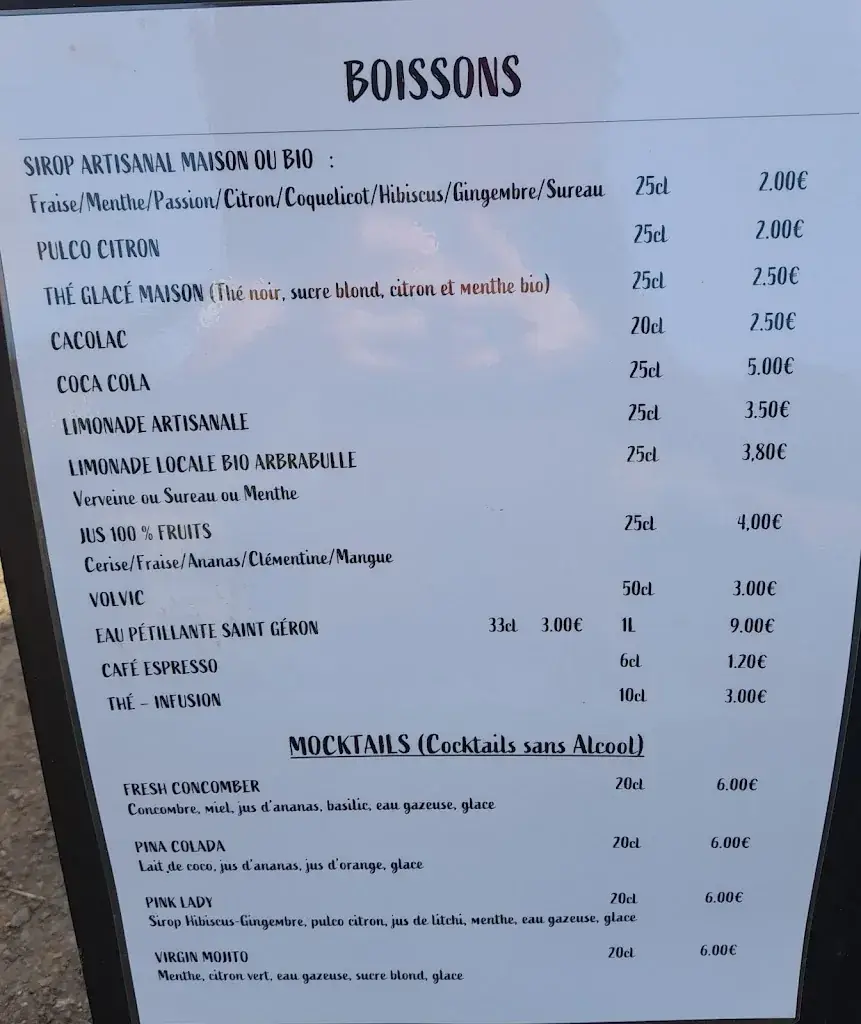 BOISSONS
SIROP ARTISANAL MAISON OU BIO :
Fraise/Menthe/Passion/Citron/Coquelicot/Hibiscus/Gingembre/Sureau 25cl 2.00€
PULCO CITRON 25cl 2.00€
THÉ GLACÉ MAISON (Thé noir, sucre blond, citron et menthe bio) 25cl 2.50€
CACOLAC 20cl 2.50€
COCA COLA 25cl 5.00€
LIMONADE ARTISANALE 25cl 3.50€
LIMONADE LOCALE BIO ARBRABULLE 25cl 3,80€
Verveine ou Sureau ou Menthe
JUS 100 % FRUITS 25cl 4,00€
Cerise/Fraise/Ananas/Clémentine/Mangue
VOLVIC 50cl 3.00€
EAU PÉTILLANTE SAINT GÉRON 33cl 3.00€ 1L 9.00€
CAFÉ ESPRESSO 6cl 1.20€
THÉ – INFUSION 10cl 3.00€
MOCKTAILS (Cocktails sans Alcool)
FRESH CONCOMBER 20cl 6.00€
Concombre, miel, jus d'ananas, basilic, eau gazeuse, glace
PINA COLADA 20cl 6.00€
Lait de coco, jus d'ananas, jus d'orange, glace
PINK LADY 20cl 6.00€
Sirop Hibiscus-Gingembre, pulco citron, jus de litchi, menthe, eau gazeuse, glace
VIRGIN MOJITO 20cl 6.00€
Menthe, citron vert, eau gazeuse, sucre blond, glace